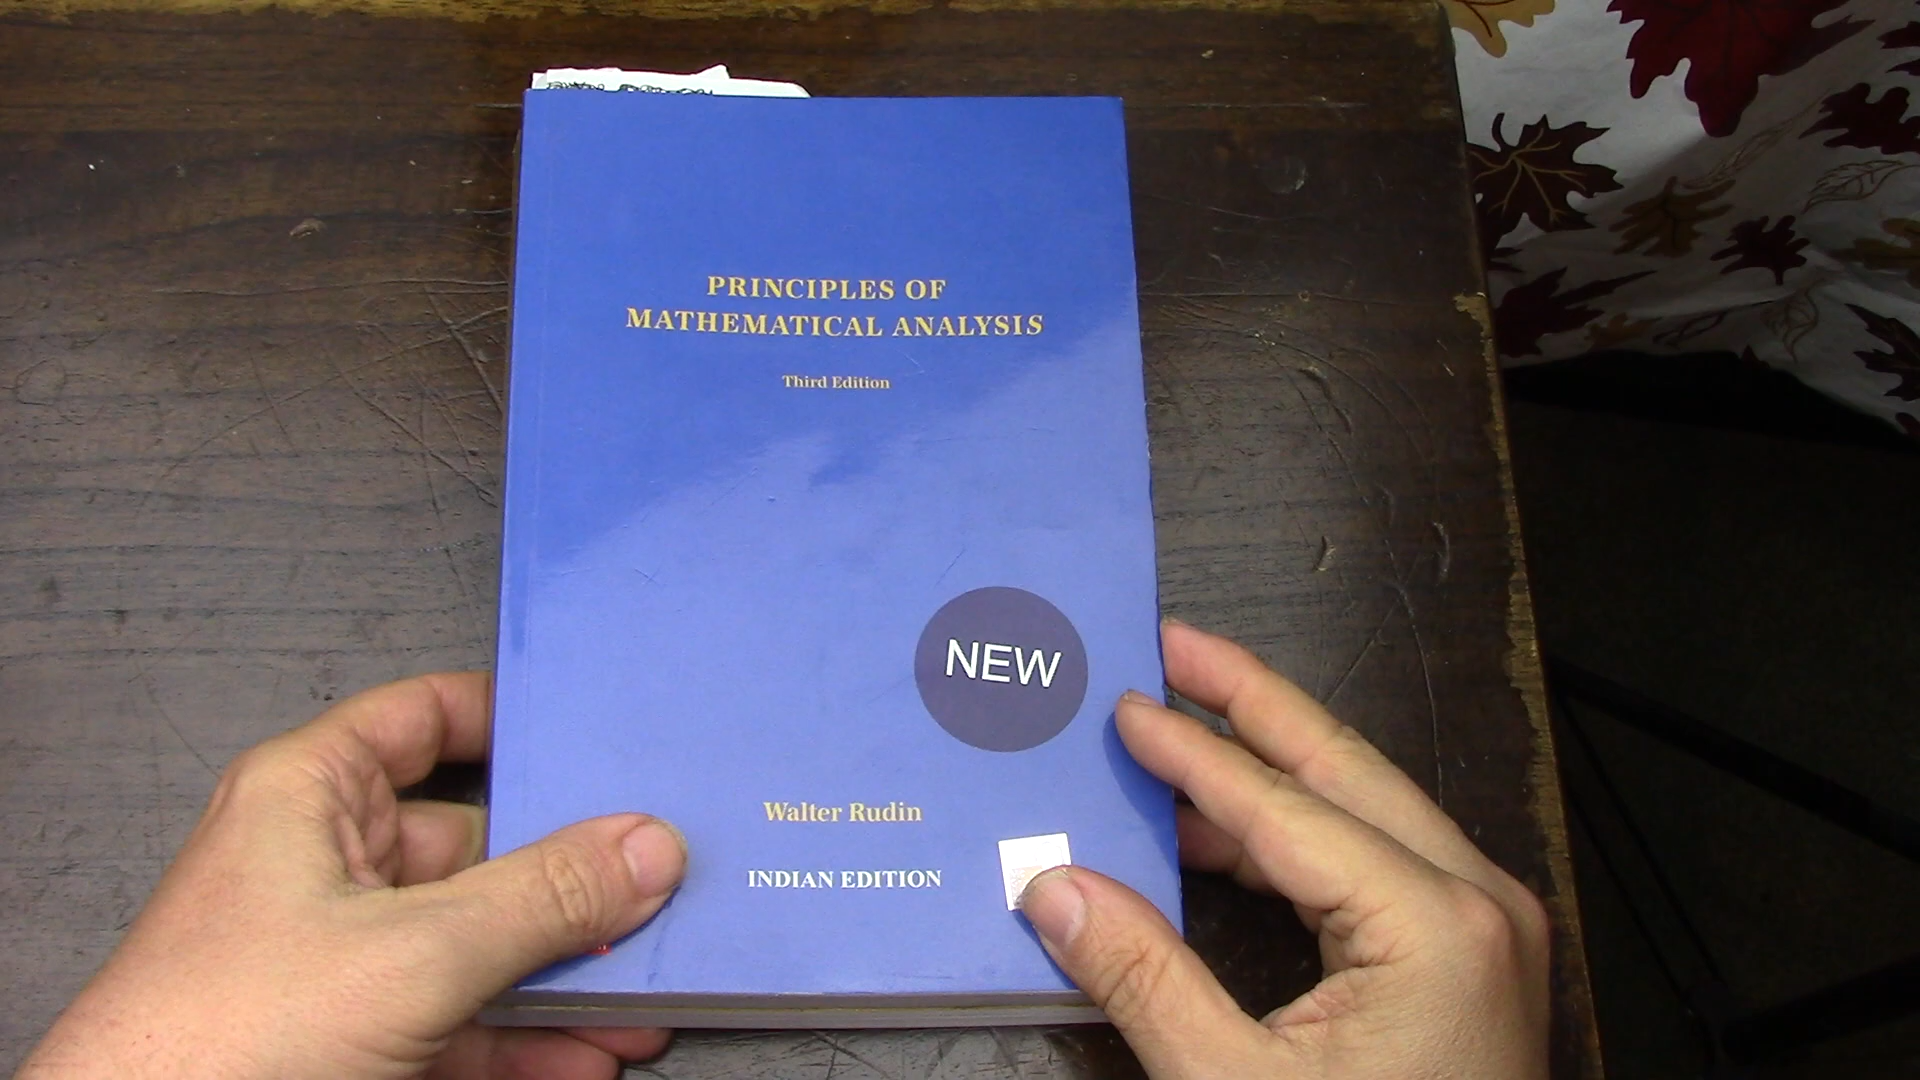 PRINCIPLES OF
MATHEMATICAL ANALYSIS
Third Edition
NEW
Walter Rudin
INDIAN EDITION